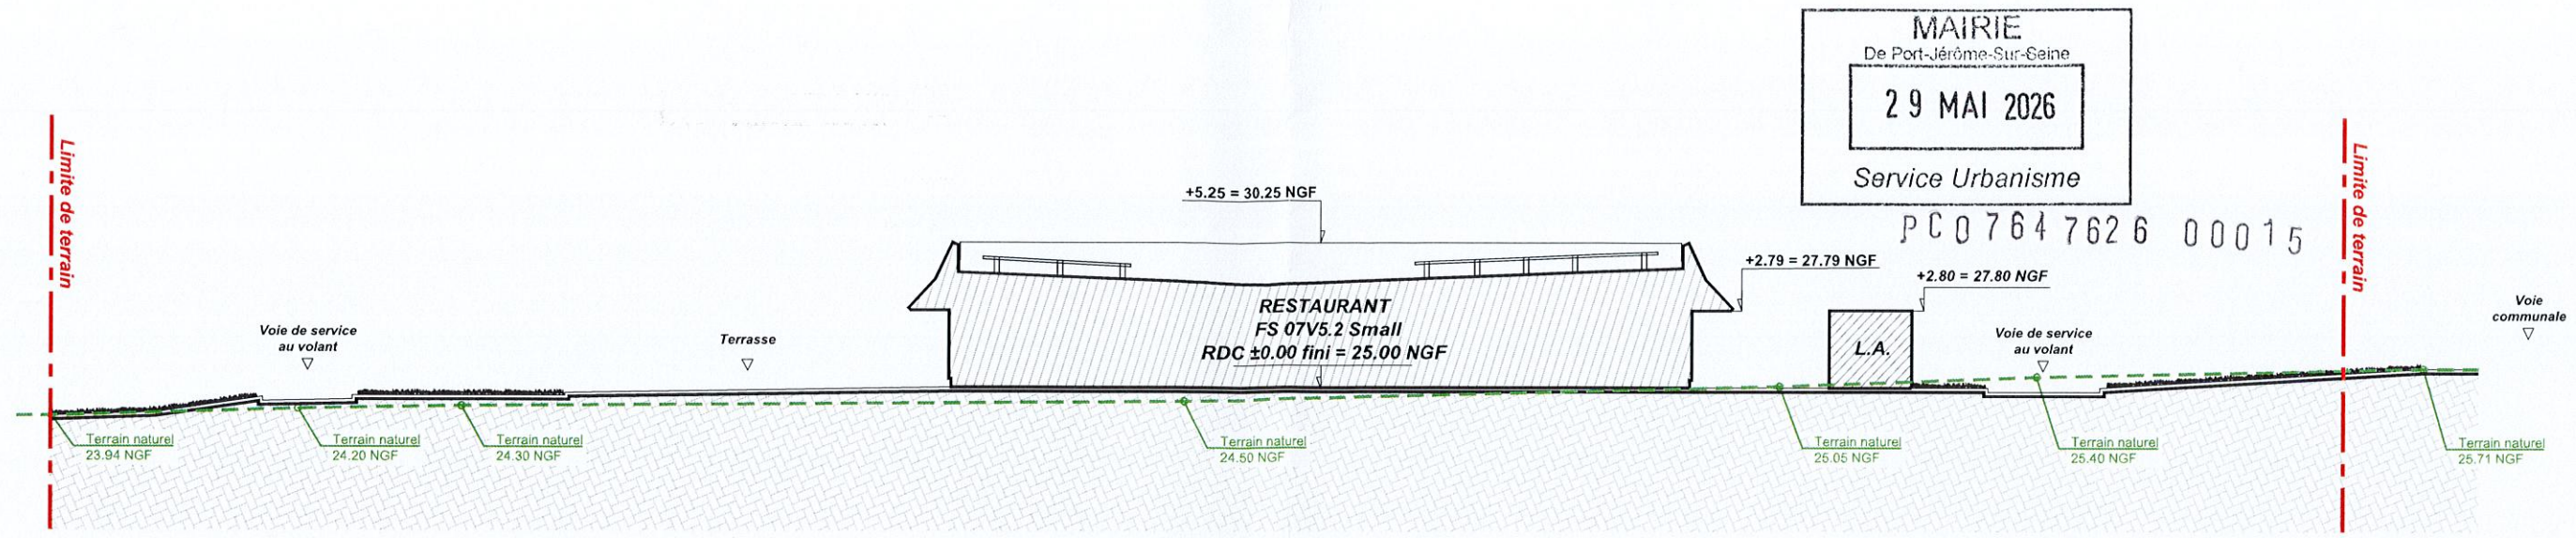 MAIRIE
De Port-Jérôme-Sur-Seine
29 MAI 2026
Service Urbanisme
PC0764762600015
Limite de terrain
Limite de terrain
+5.25 = 30.25 NGF
+2.79 = 27.79 NGF
+2.80 = 27.80 NGF
RESTAURANT
FS 07V5.2 Small
RDC ±0.00 fini = 25.00 NGF
L.A.
Voie de service
au volant
Terrasse
Voie de service
au volant
Voie
communale
Terrain naturel
23.94 NGF
Terrain naturel
24.20 NGF
Terrain naturel
24.30 NGF
Terrain naturel
24.50 NGF
Terrain naturel
25.05 NGF
Terrain naturel
25.40 NGF
Terrain naturel
25.71 NGF